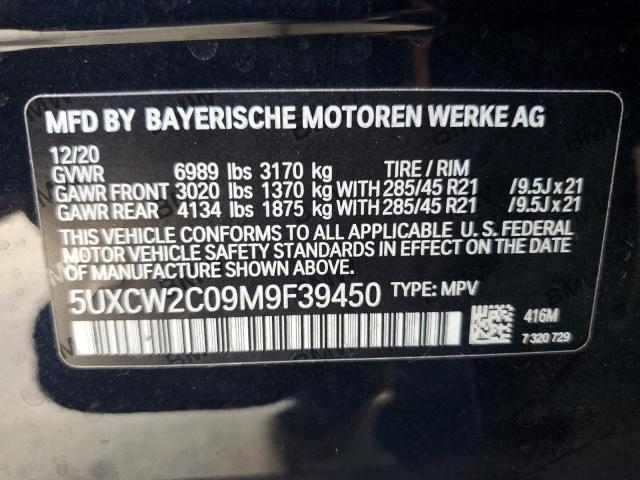 MFD BY BAYERISCHE MOTOREN WERKE AG
12/20
GVWR 6989 lbs 3170 kg TIRE / RIM
GAWR FRONT 3020 lbs 1370 kg WITH 285/45 R21 /9.5J x 21
GAWR REAR 4134 lbs 1875 kg WITH 285/45 R21 /9.5J x 21
THIS VEHICLE CONFORMS TO ALL APPLICABLE U. S. FEDERAL
MOTOR VEHICLE SAFETY STANDARDS IN EFFECT ON THE DATE
OF MANUFACTURE SHOWN ABOVE.
5UXCW2C09M9F39450 TYPE: MPV
416M
7 320 729